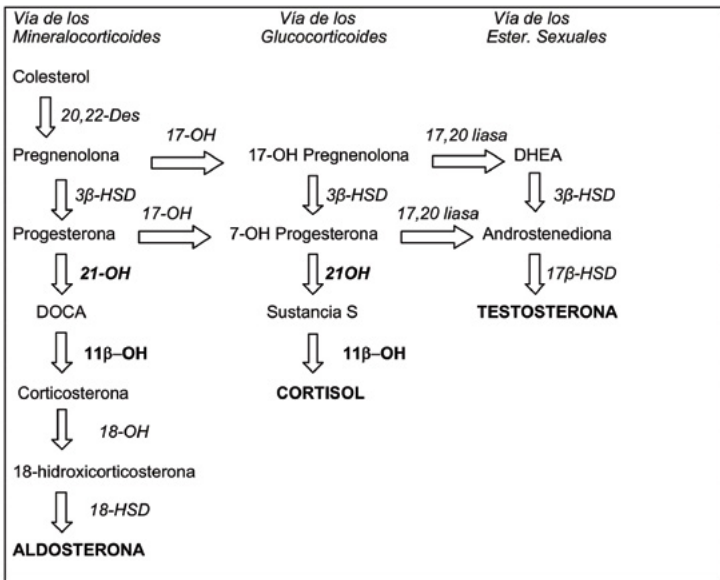 Vía de los
Mineralocorticoides
Vía de los
Glucocorticoides
Vía de los
Ester. Sexuales
Colesterol
20,22-Des
17-OH
17,20 liasa
Pregnenolona
17-OH Pregnenolona
DHEA
3β-HSD
3β-HSD
3β-HSD
17-OH
17,20 liasa
Progesterona
7-OH Progesterona
Androstenediona
21-OH
21OH
17β-HSD
DOCA
Sustancia S
TESTOSTERONA
11β–OH
11β–OH
Corticosterona
CORTISOL
18-OH
18-hidroxicorticosterona
18-HSD
ALDOSTERONA